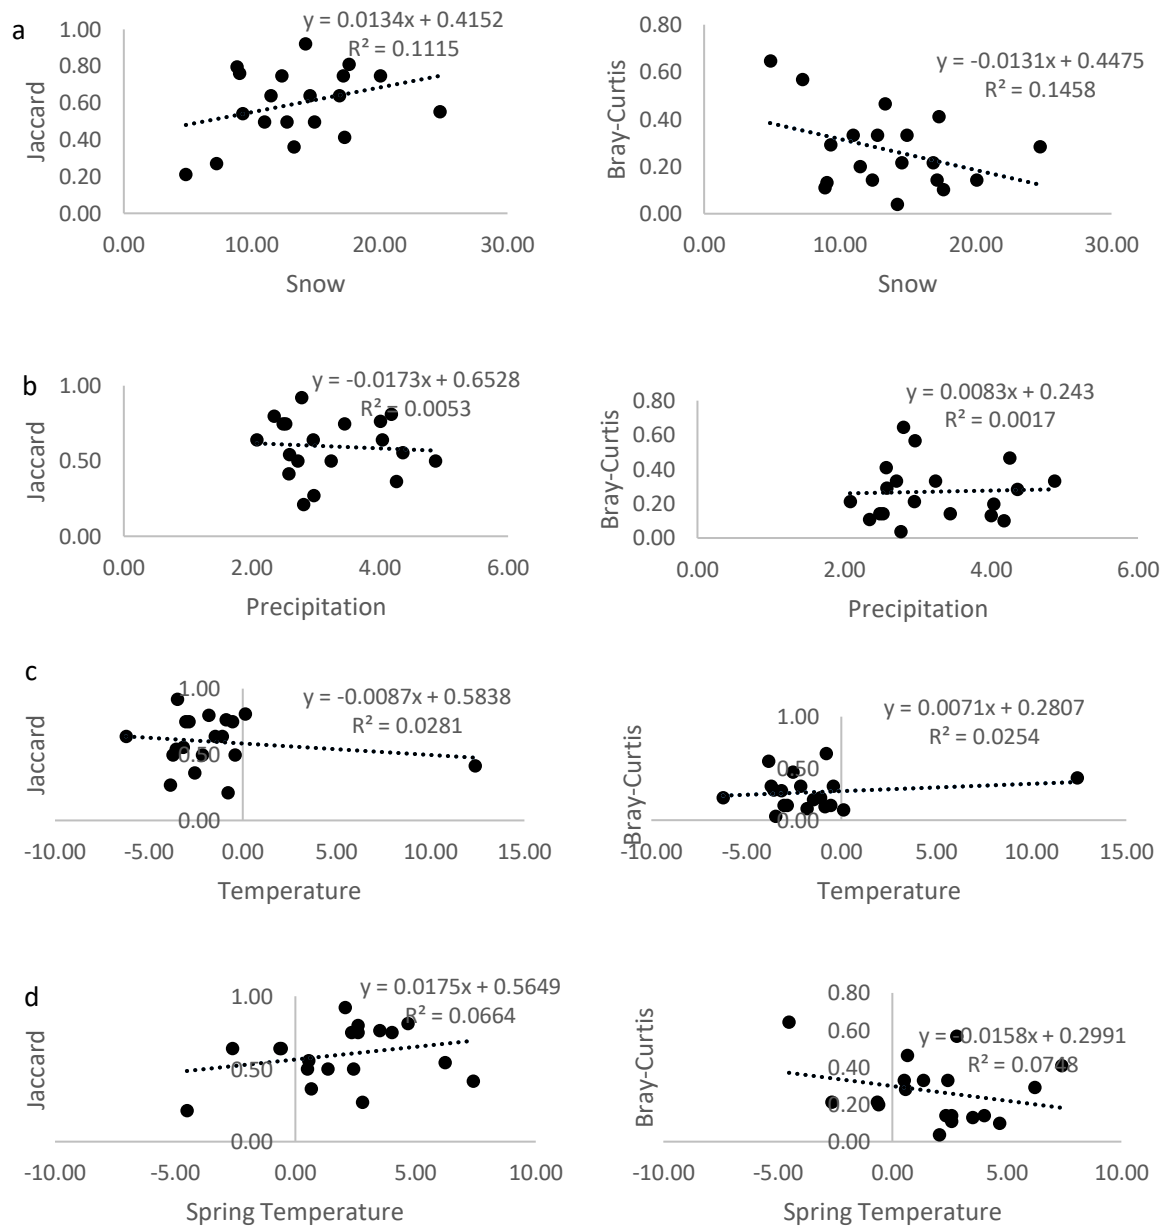 a
y = 0.0134x + 0.4152
R² = 0.1115
1.00
0.80
0.60
0.40
0.20
0.00
Jaccard
0.00 10.00 20.00 30.00
Snow
y = -0.0131x + 0.4475
R² = 0.1458
0.80
0.60
0.40
0.20
0.00
Bray-Curtis
0.00 10.00 20.00 30.00
Snow
b
y = -0.0173x + 0.6528
R² = 0.0053
1.00
0.50
0.00
Jaccard
0.00 2.00 4.00 6.00
Precipitation
y = 0.0083x + 0.243
R² = 0.0017
0.80
0.60
0.40
0.20
0.00
Bray-Curtis
0.00 2.00 4.00 6.00
Precipitation
c
y = -0.0087x + 0.5838
R² = 0.0281
1.00
0.50
0.00
Jaccard
-10.00 -5.00 0.00 5.00 10.00 15.00
Temperature
y = 0.0071x + 0.2807
R² = 0.0254
1.00
0.50
0.00
Bray-Curtis
-10.00 -5.00 0.00 5.00 10.00 15.00
Temperature
d
y = 0.0175x + 0.5649
R² = 0.0664
1.00
0.50
0.00
Jaccard
-10.00 -5.00 0.00 5.00 10.00
Spring Temperature
y = -0.0158x + 0.2991
R² = 0.0748
0.80
0.60
0.40
0.20
0.00
Bray-Curtis
-10.00 -5.00 0.00 5.00 10.00
Spring Temperature